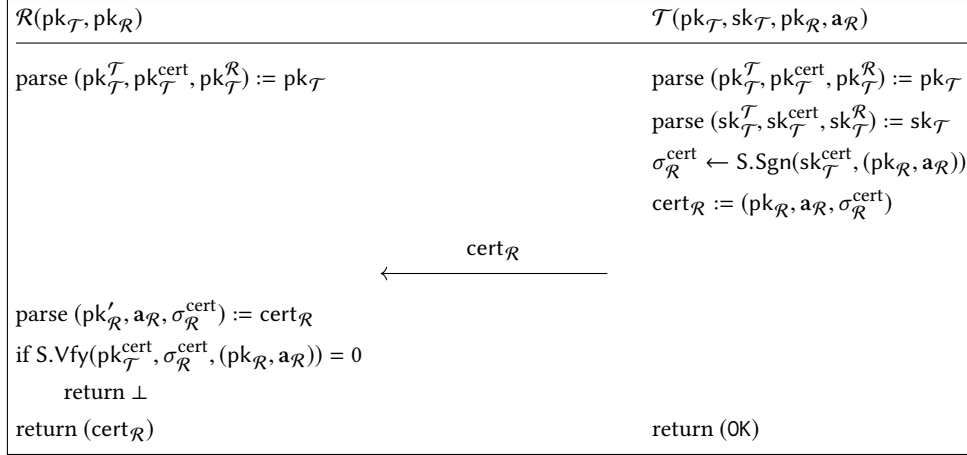 𝓡(pk_𝒯, pk_𝓡) 𝒯(pk_𝒯, sk_𝒯, pk_𝓡, 𝐚_𝓡)
parse (pk_𝒯^𝒯, pk_𝒯^cert, pk_𝒯^𝓡) := pk_𝒯 parse (pk_𝒯^𝒯, pk_𝒯^cert, pk_𝒯^𝓡) := pk_𝒯
parse (sk_𝒯^𝒯, sk_𝒯^cert, sk_𝒯^𝓡) := sk_𝒯
σ_𝓡^cert ← S.Sgn(sk_𝒯^cert, (pk_𝓡, 𝐚_𝓡))
cert_𝓡 := (pk_𝓡, 𝐚_𝓡, σ_𝓡^cert)
cert_𝓡
parse (pk′_𝓡, 𝐚_𝓡, σ_𝓡^cert) := cert_𝓡
if S.Vfy(pk_𝒯^cert, σ_𝓡^cert, (pk_𝓡, 𝐚_𝓡)) = 0
return ⊥
return (cert_𝓡) return (OK)